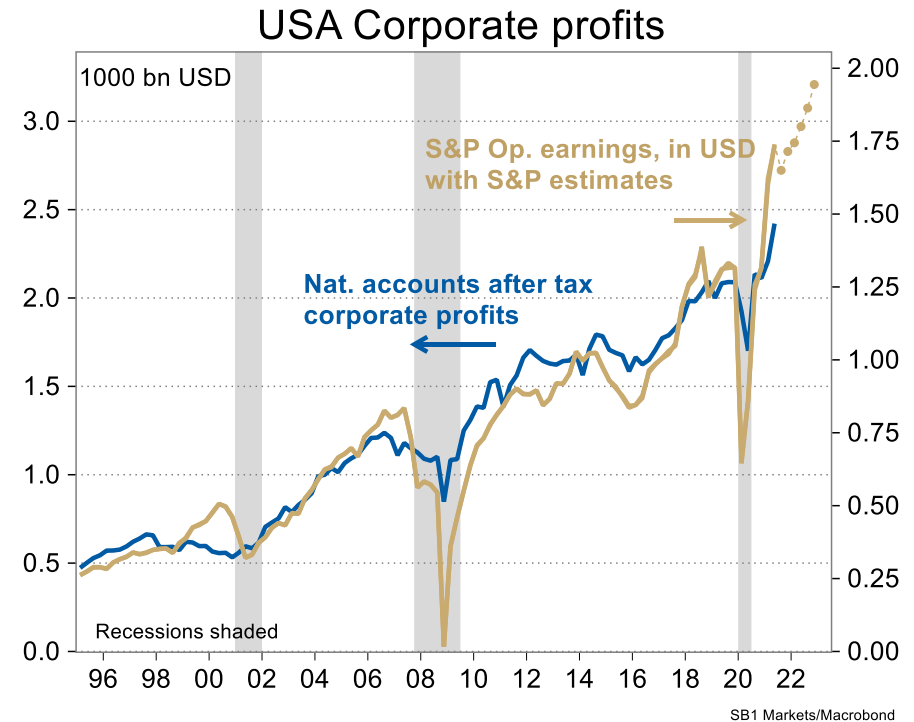 USA Corporate profits
1000 bn USD
2.00
3.0
S&P Op. earnings, in USD
with S&P estimates
1.75
2.5
1.50
Nat. accounts after tax
corporate profits
2.0
1.25
1.5
1.00
0.75
1.0
0.50
0.5
0.25
Recessions shaded
0.0
0.00
96 98 00 02 04 06 08 10 12 14 16 18 20 22
SB1 Markets/Macrobond